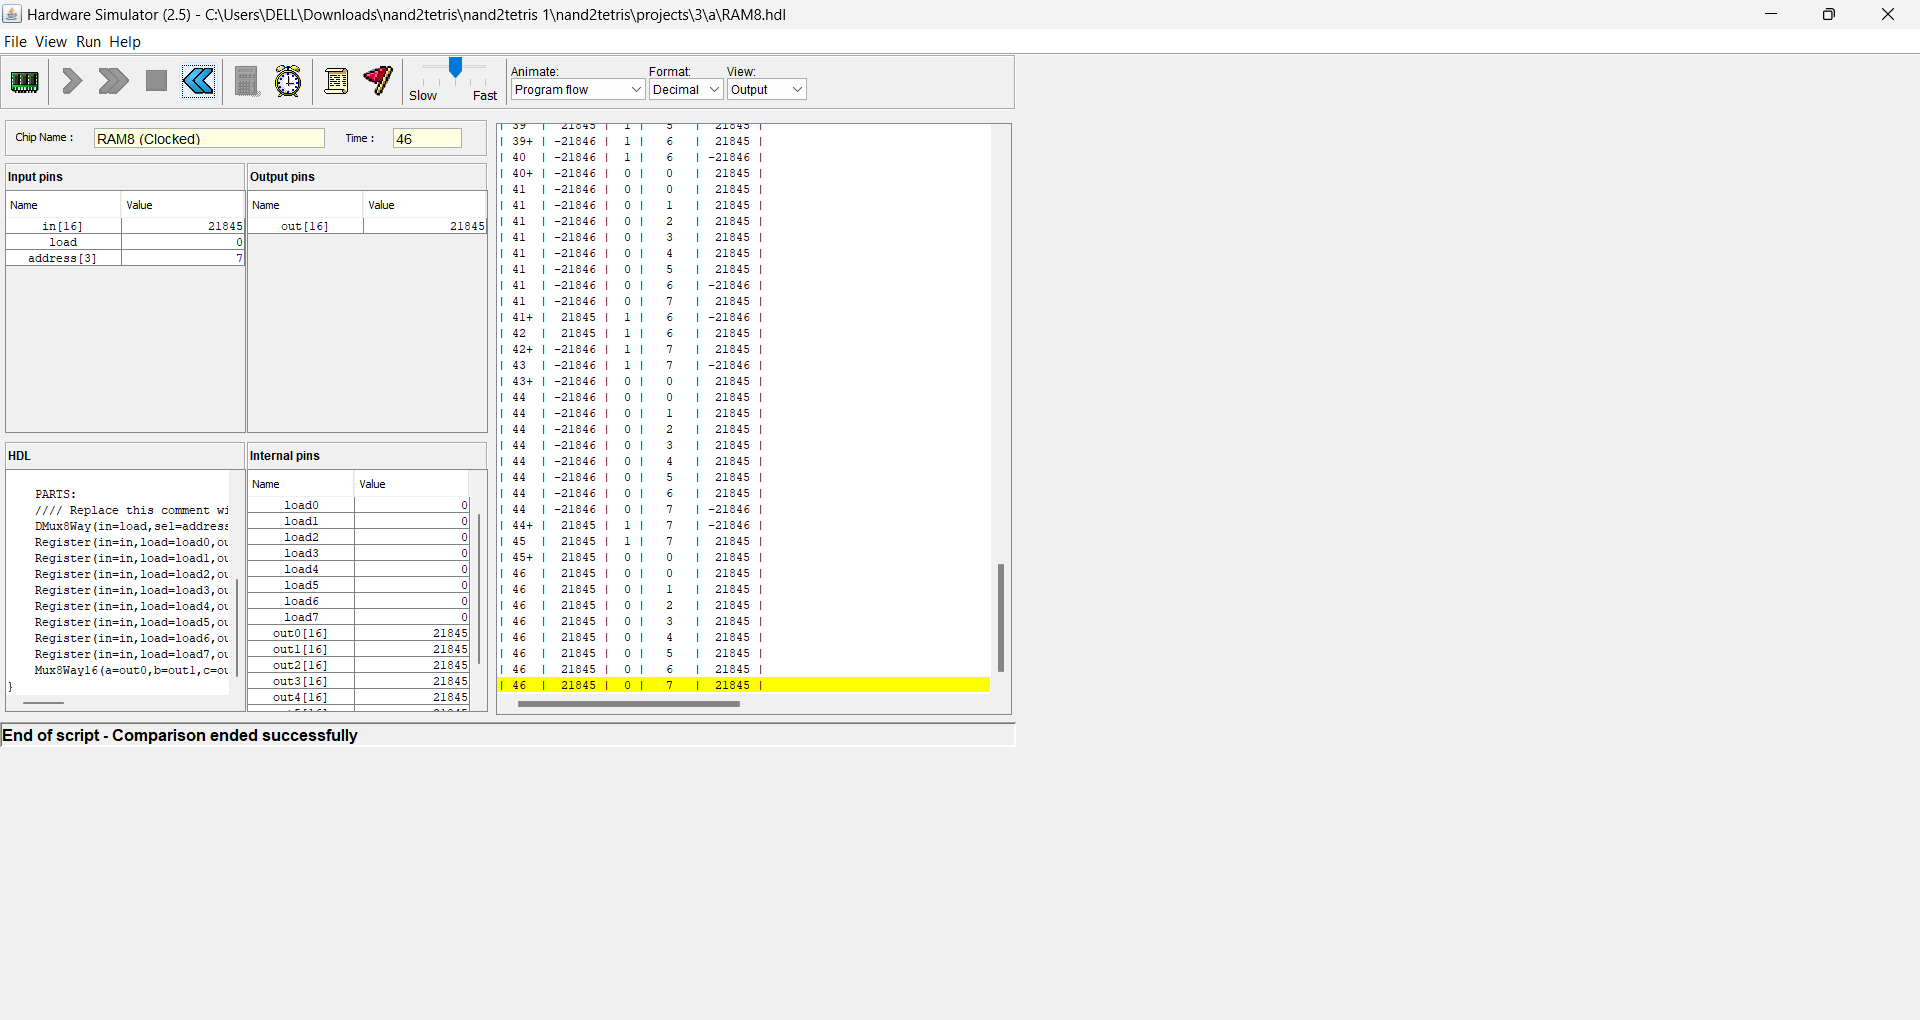 Hardware Simulator (2.5) - C:\Users\DELL\Downloads\nand2tetris\nand2tetris 1\nand2tetris\projects\3\a\RAM8.hdl
File View Run Help
Slow Fast
Animate: Format: View:
Program flow Decimal Output
Chip Name : RAM8 (Clocked) Time : 46
Input pins
Name Value
in[16] 21845
load 0
address[3] 7
Output pins
Name Value
out[16] 21845
HDL
PARTS:
//// Replace this comment wi
DMux8Way(in=load,sel=address
Register(in=in,load=load0,ou
Register(in=in,load=load1,ou
Register(in=in,load=load2,ou
Register(in=in,load=load3,ou
Register(in=in,load=load4,ou
Register(in=in,load=load5,ou
Register(in=in,load=load6,ou
Register(in=in,load=load7,ou
Mux8Way16(a=out0,b=out1,c=ou
}
Internal pins
Name Value
load0 0
load1 0
load2 0
load3 0
load4 0
load5 0
load6 0
load7 0
out0[16] 21845
out1[16] 21845
out2[16] 21845
out3[16] 21845
out4[16] 21845
| 39 | 21845 | 1 | 5 | 21845 |
| 39+ | -21846 | 1 | 6 | 21845 |
| 40 | -21846 | 1 | 6 | -21846 |
| 40+ | -21846 | 0 | 0 | 21845 |
| 41 | -21846 | 0 | 0 | 21845 |
| 41 | -21846 | 0 | 1 | 21845 |
| 41 | -21846 | 0 | 2 | 21845 |
| 41 | -21846 | 0 | 3 | 21845 |
| 41 | -21846 | 0 | 4 | 21845 |
| 41 | -21846 | 0 | 5 | 21845 |
| 41 | -21846 | 0 | 6 | -21846 |
| 41 | -21846 | 0 | 7 | 21845 |
| 41+ | 21845 | 1 | 6 | -21846 |
| 42 | 21845 | 1 | 6 | 21845 |
| 42+ | -21846 | 1 | 7 | 21845 |
| 43 | -21846 | 1 | 7 | -21846 |
| 43+ | -21846 | 0 | 0 | 21845 |
| 44 | -21846 | 0 | 0 | 21845 |
| 44 | -21846 | 0 | 1 | 21845 |
| 44 | -21846 | 0 | 2 | 21845 |
| 44 | -21846 | 0 | 3 | 21845 |
| 44 | -21846 | 0 | 4 | 21845 |
| 44 | -21846 | 0 | 5 | 21845 |
| 44 | -21846 | 0 | 6 | 21845 |
| 44 | -21846 | 0 | 7 | -21846 |
| 44+ | 21845 | 1 | 7 | -21846 |
| 45 | 21845 | 1 | 7 | 21845 |
| 45+ | 21845 | 0 | 0 | 21845 |
| 46 | 21845 | 0 | 0 | 21845 |
| 46 | 21845 | 0 | 1 | 21845 |
| 46 | 21845 | 0 | 2 | 21845 |
| 46 | 21845 | 0 | 3 | 21845 |
| 46 | 21845 | 0 | 4 | 21845 |
| 46 | 21845 | 0 | 5 | 21845 |
| 46 | 21845 | 0 | 6 | 21845 |
| 46 | 21845 | 0 | 7 | 21845 |
End of script - Comparison ended successfully